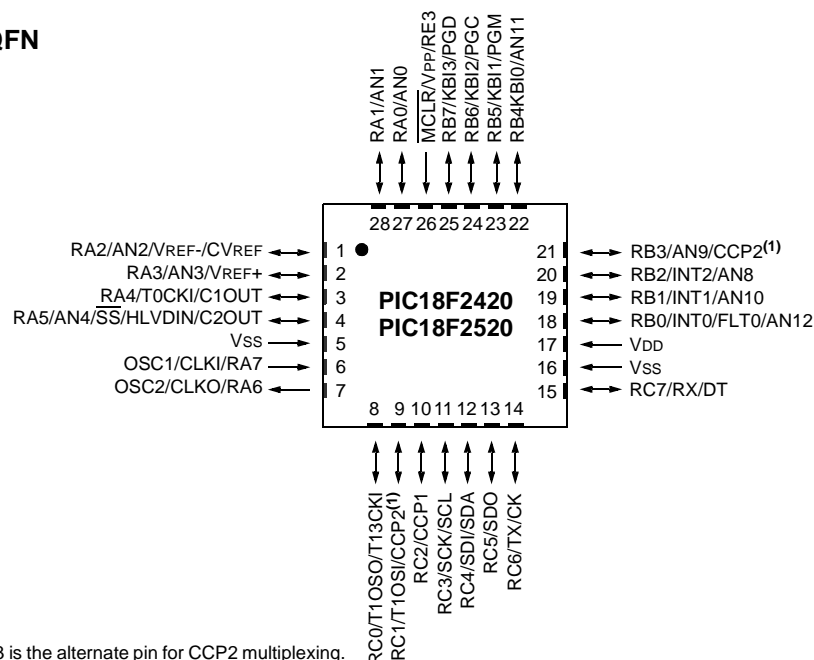 QFN
RA1/AN1
RA0/AN0
MCLR/VPP/RE3
RB7/KBI3/PGD
RB6/KBI2/PGC
RB5/KBI1/PGM
RB4KBI0/AN11
28 27 26 25 24 23 22
RA2/AN2/VREF-/CVREF 1
RA3/AN3/VREF+ 2
RA4/T0CKI/C1OUT 3
RA5/AN4/SS/HLVDIN/C2OUT 4
VSS 5
OSC1/CLKI/RA7 6
OSC2/CLKO/RA6 7
PIC18F2420
PIC18F2520
21 RB3/AN9/CCP2(1)
20 RB2/INT2/AN8
19 RB1/INT1/AN10
18 RB0/INT0/FLT0/AN12
17 VDD
16 VSS
15 RC7/RX/DT
8 9 10 11 12 13 14
RC0/T1OSO/T13CKI
RC1/T1OSI/CCP2(1)
RC2/CCP1
RC3/SCK/SCL
RC4/SDI/SDA
RC5/SDO
RC6/TX/CK
is the alternate pin for CCP2 multiplexing.